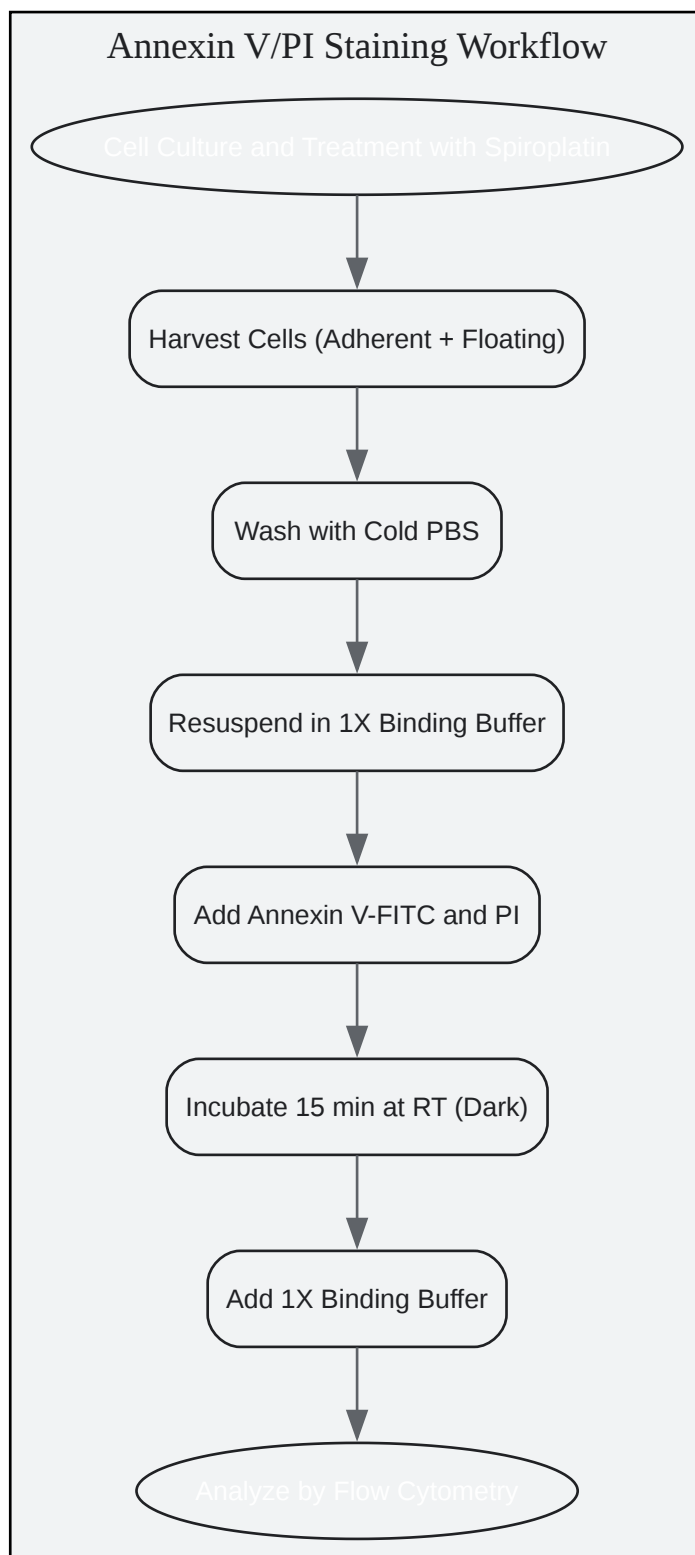 Annexin V/PI Staining Workflow
Cell Culture and Treatment with Spiroplatin
Harvest Cells (Adherent + Floating)
Wash with Cold PBS
Resuspend in 1X Binding Buffer
Add Annexin V-FITC and PI
Incubate 15 min at RT (Dark)
Add 1X Binding Buffer
Analyze by Flow Cytometry